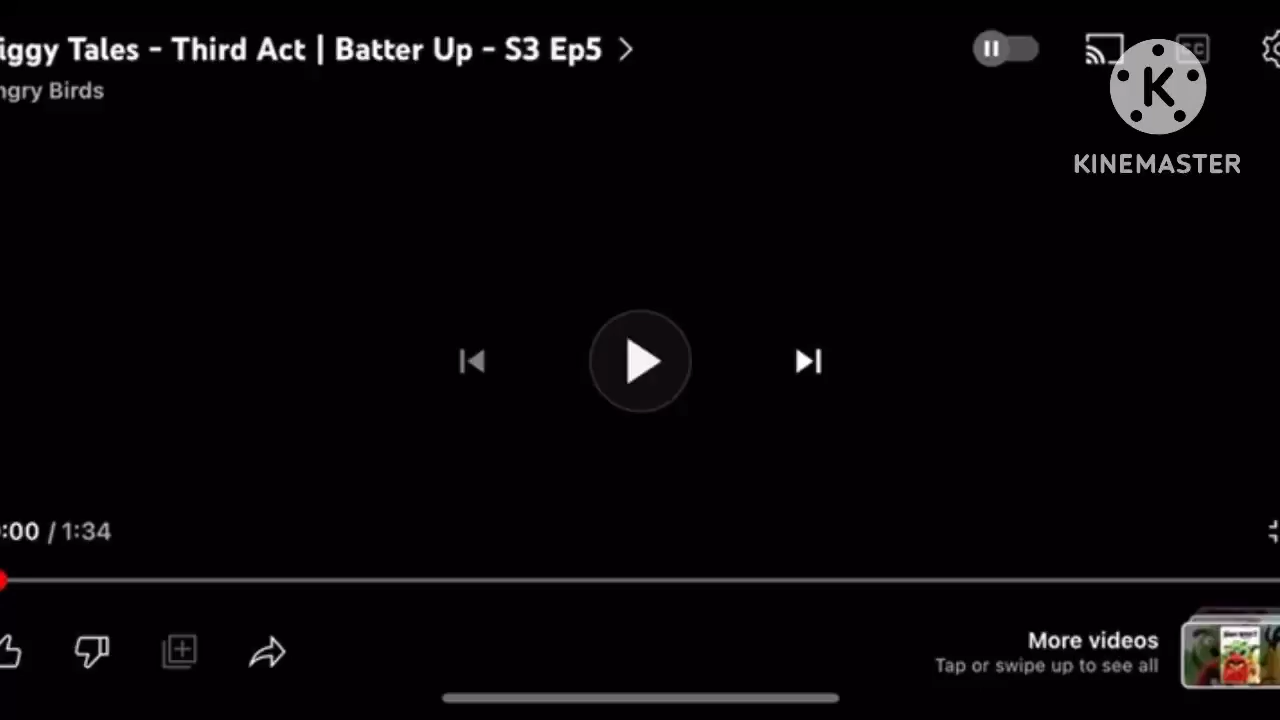 iggy Tales - Third Act | Batter Up - S3 Ep5
ngry Birds
CC
K
KINEMASTER
:00 / 1:34
More videos
Tap or swipe up to see all